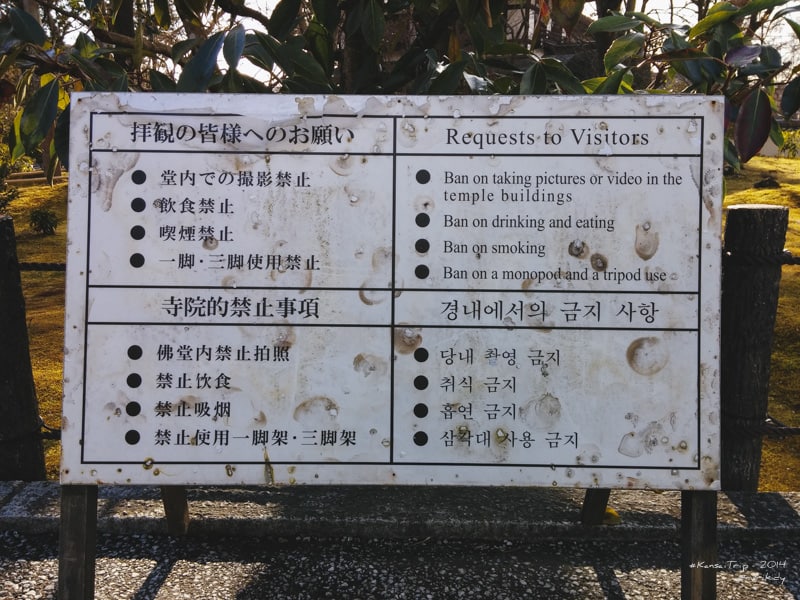 拝観の皆様へのお願い
● 堂内での撮影禁止
● 飲食禁止
● 喫煙禁止
● 一脚・三脚使用禁止
Requests to Visitors
● Ban on taking pictures or video in the
temple buildings
● Ban on drinking and eating
● Ban on smoking
● Ban on a monopod and a tripod use
寺院的禁止事項
● 佛堂内禁止拍照
● 禁止饮食
● 禁止吸烟
● 禁止使用一脚架·三脚架
경내에서의 금지 사항
● 당내 촬영 금지
● 취식 금지
● 흡연 금지
● 삼각대 사용 금지
#KansaiTrip 2014